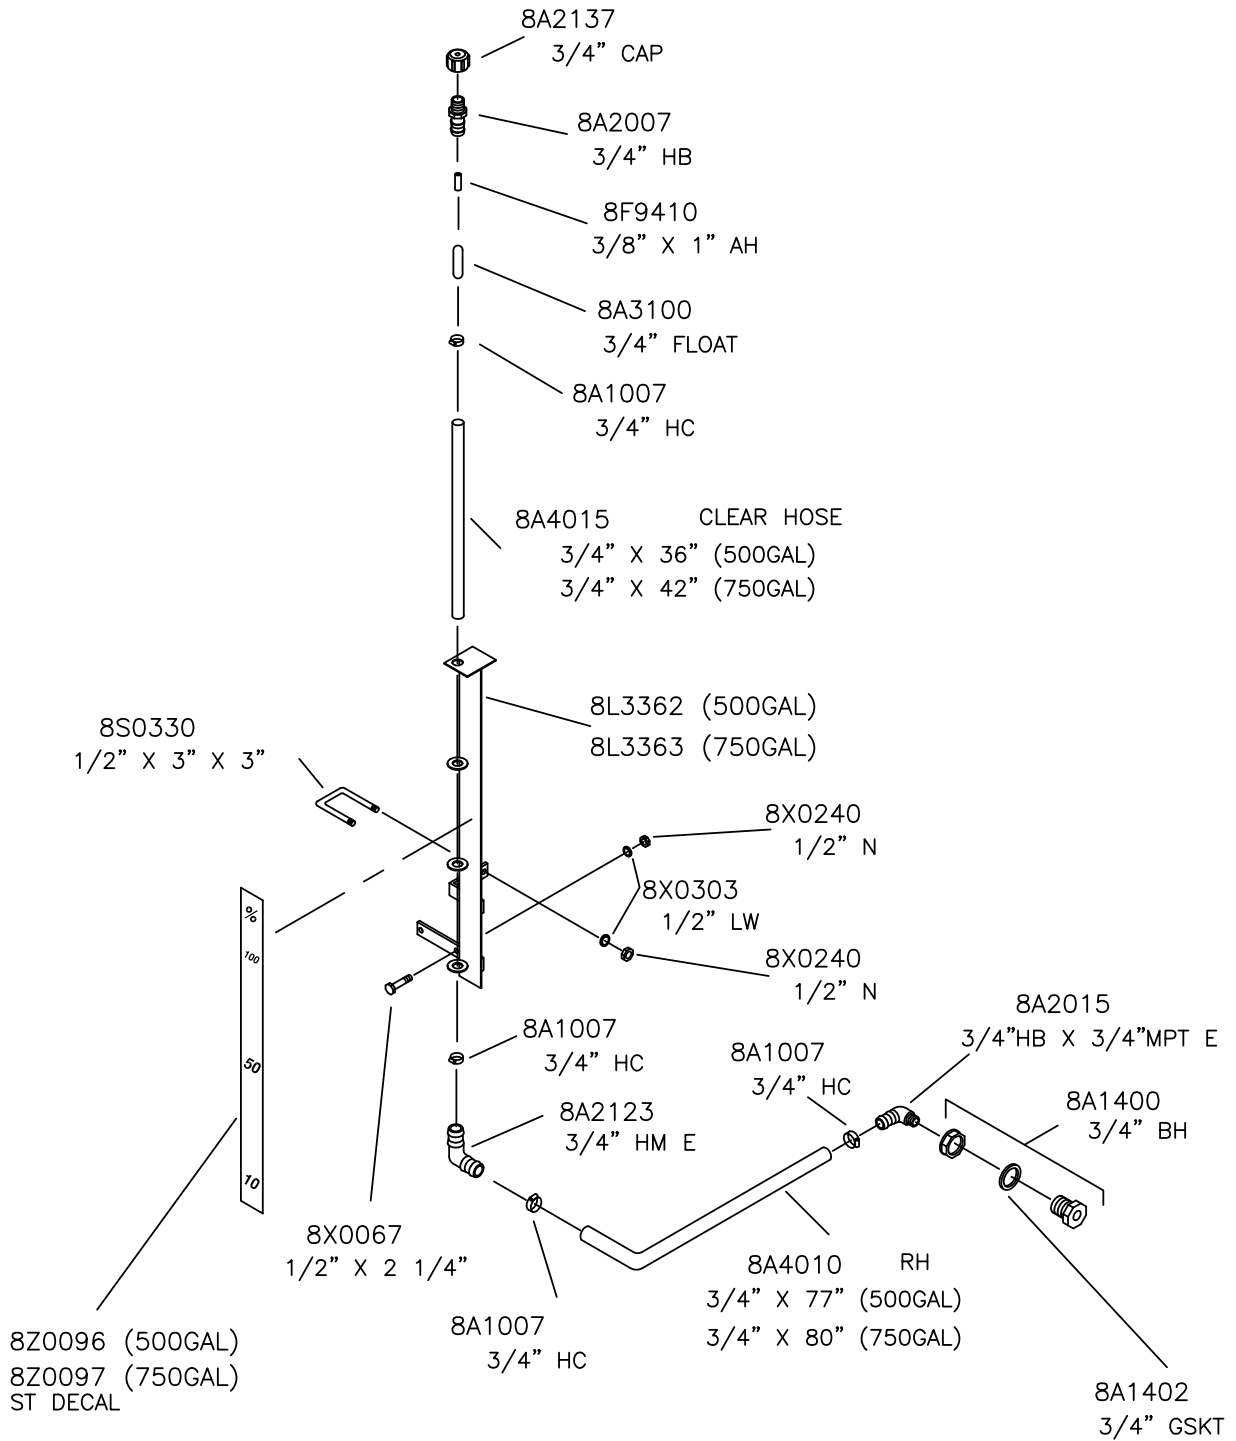 8A2137
3/4" CAP
8A2007
3/4" HB
8F9410
3/8" X 1" AH
8A3100
3/4" FLOAT
8A1007
3/4" HC
8A4015 CLEAR HOSE
3/4" X 36" (500GAL)
3/4" X 42" (750GAL)
8L3362 (500GAL)
8L3363 (750GAL)
8S0330
1/2" X 3" X 3"
8X0240
1/2" N
8X0303
1/2" LW
8X0240
1/2" N
%
100
50
10
8A1007
3/4" HC
8A2123
3/4" HM E
8A1007
3/4" HC
8A2015
3/4"HB X 3/4"MPT E
8A1400
3/4" BH
8X0067
1/2" X 2 1/4"
8A4010 RH
3/4" X 77" (500GAL)
3/4" X 80" (750GAL)
8A1007
3/4" HC
8Z0096 (500GAL)
8Z0097 (750GAL)
ST DECAL
8A1402
3/4" GSKT